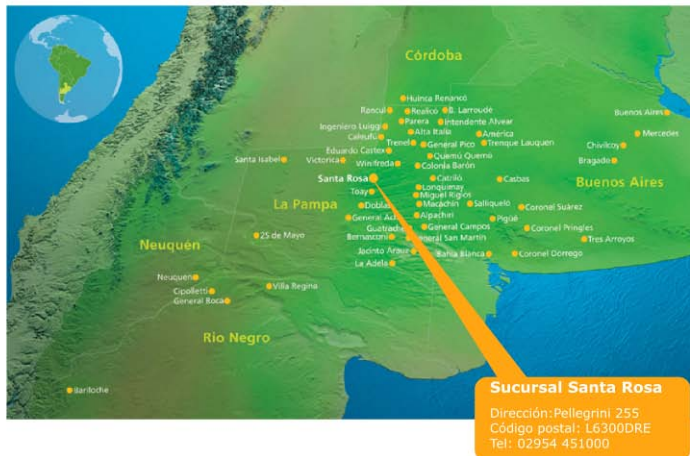 Córdoba
Huinca Renancó
Rancul
Realicó
B. Larroudé
Buenos Aires
Parera
Intendente Alvear
Ingeniero Luiggi
Alta Italia
América
Mercedes
Caleufú
Trenel
General Pico
Trenque Lauquen
Chivilcoy
Eduardo Castex
Quemú Quemú
Santa Isabel
Victorica
Winifreda
Colonia Barón
Bragado
Santa Rosa
Catriló
Casbas
Buenos Aires
Toay
Lonquimay
Miguel Riglos
La Pampa
Doblas
Macachín
Salliqueló
Coronel Suárez
General Ach
Alpachiri
Pigüé
Guatraché
General Campos
Coronel Pringles
Neuquén
25 de Mayo
Bernasconi
General San Martín
Tres Arroyos
Jacinto Arauz
Bahía Blanca
Coronel Dorrego
La Adela
Neuquen
Cipolletti
Villa Regina
General Roca
Rio Negro
Bariloche
Sucursal Santa Rosa
Dirección:Pellegrini 255
Código postal: L6300DRE
Tel: 02954 451000